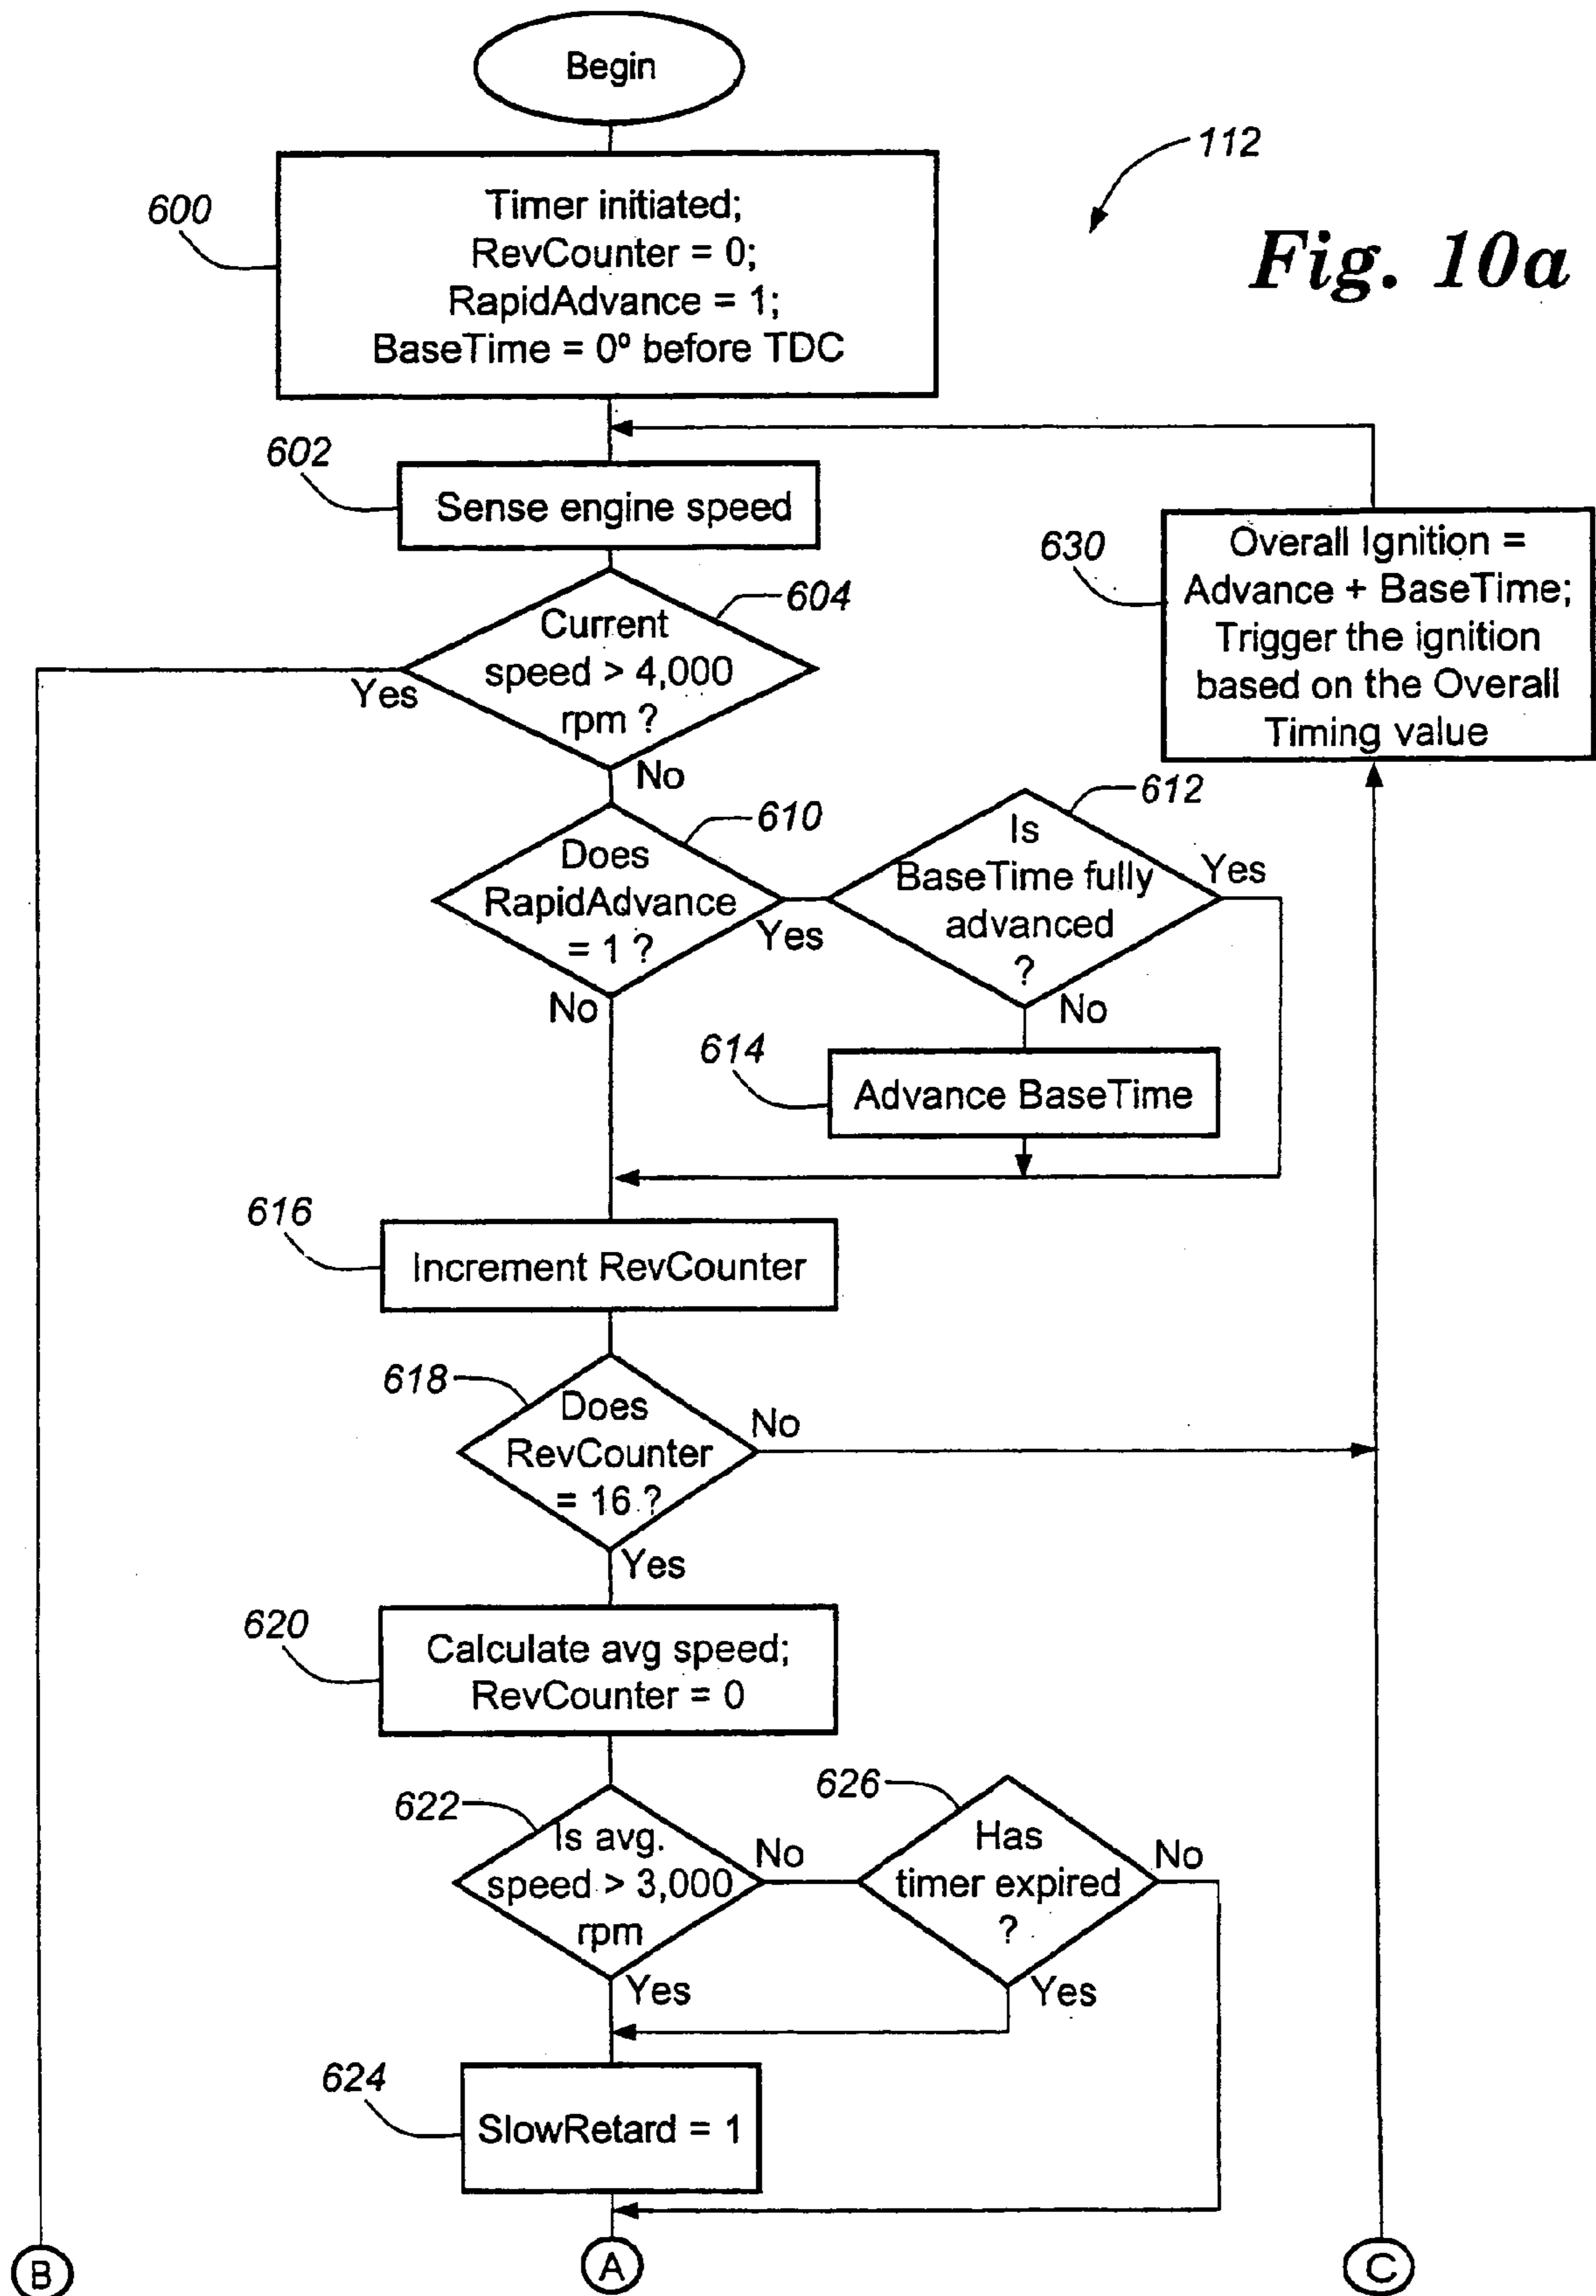 Begin
112
Fig. 10a
600
Timer initiated;
RevCounter = 0;
RapidAdvance = 1;
BaseTime = 0º before TDC
602
Sense engine speed
630
Overall Ignition =
Advance + BaseTime;
Trigger the ignition
based on the Overall
Timing value
604
Current
speed > 4,000
rpm ?
Yes
No
610
Does
RapidAdvance
= 1 ?
Yes
No
612
Is
BaseTime fully
advanced
?
Yes
No
614
Advance BaseTime
616
Increment RevCounter
618
Does
RevCounter
= 16 ?
No
Yes
620
Calculate avg speed;
RevCounter = 0
622
Is avg.
speed > 3,000
rpm
No
Yes
626
Has
timer expired
?
No
Yes
624
SlowRetard = 1
B
A
C